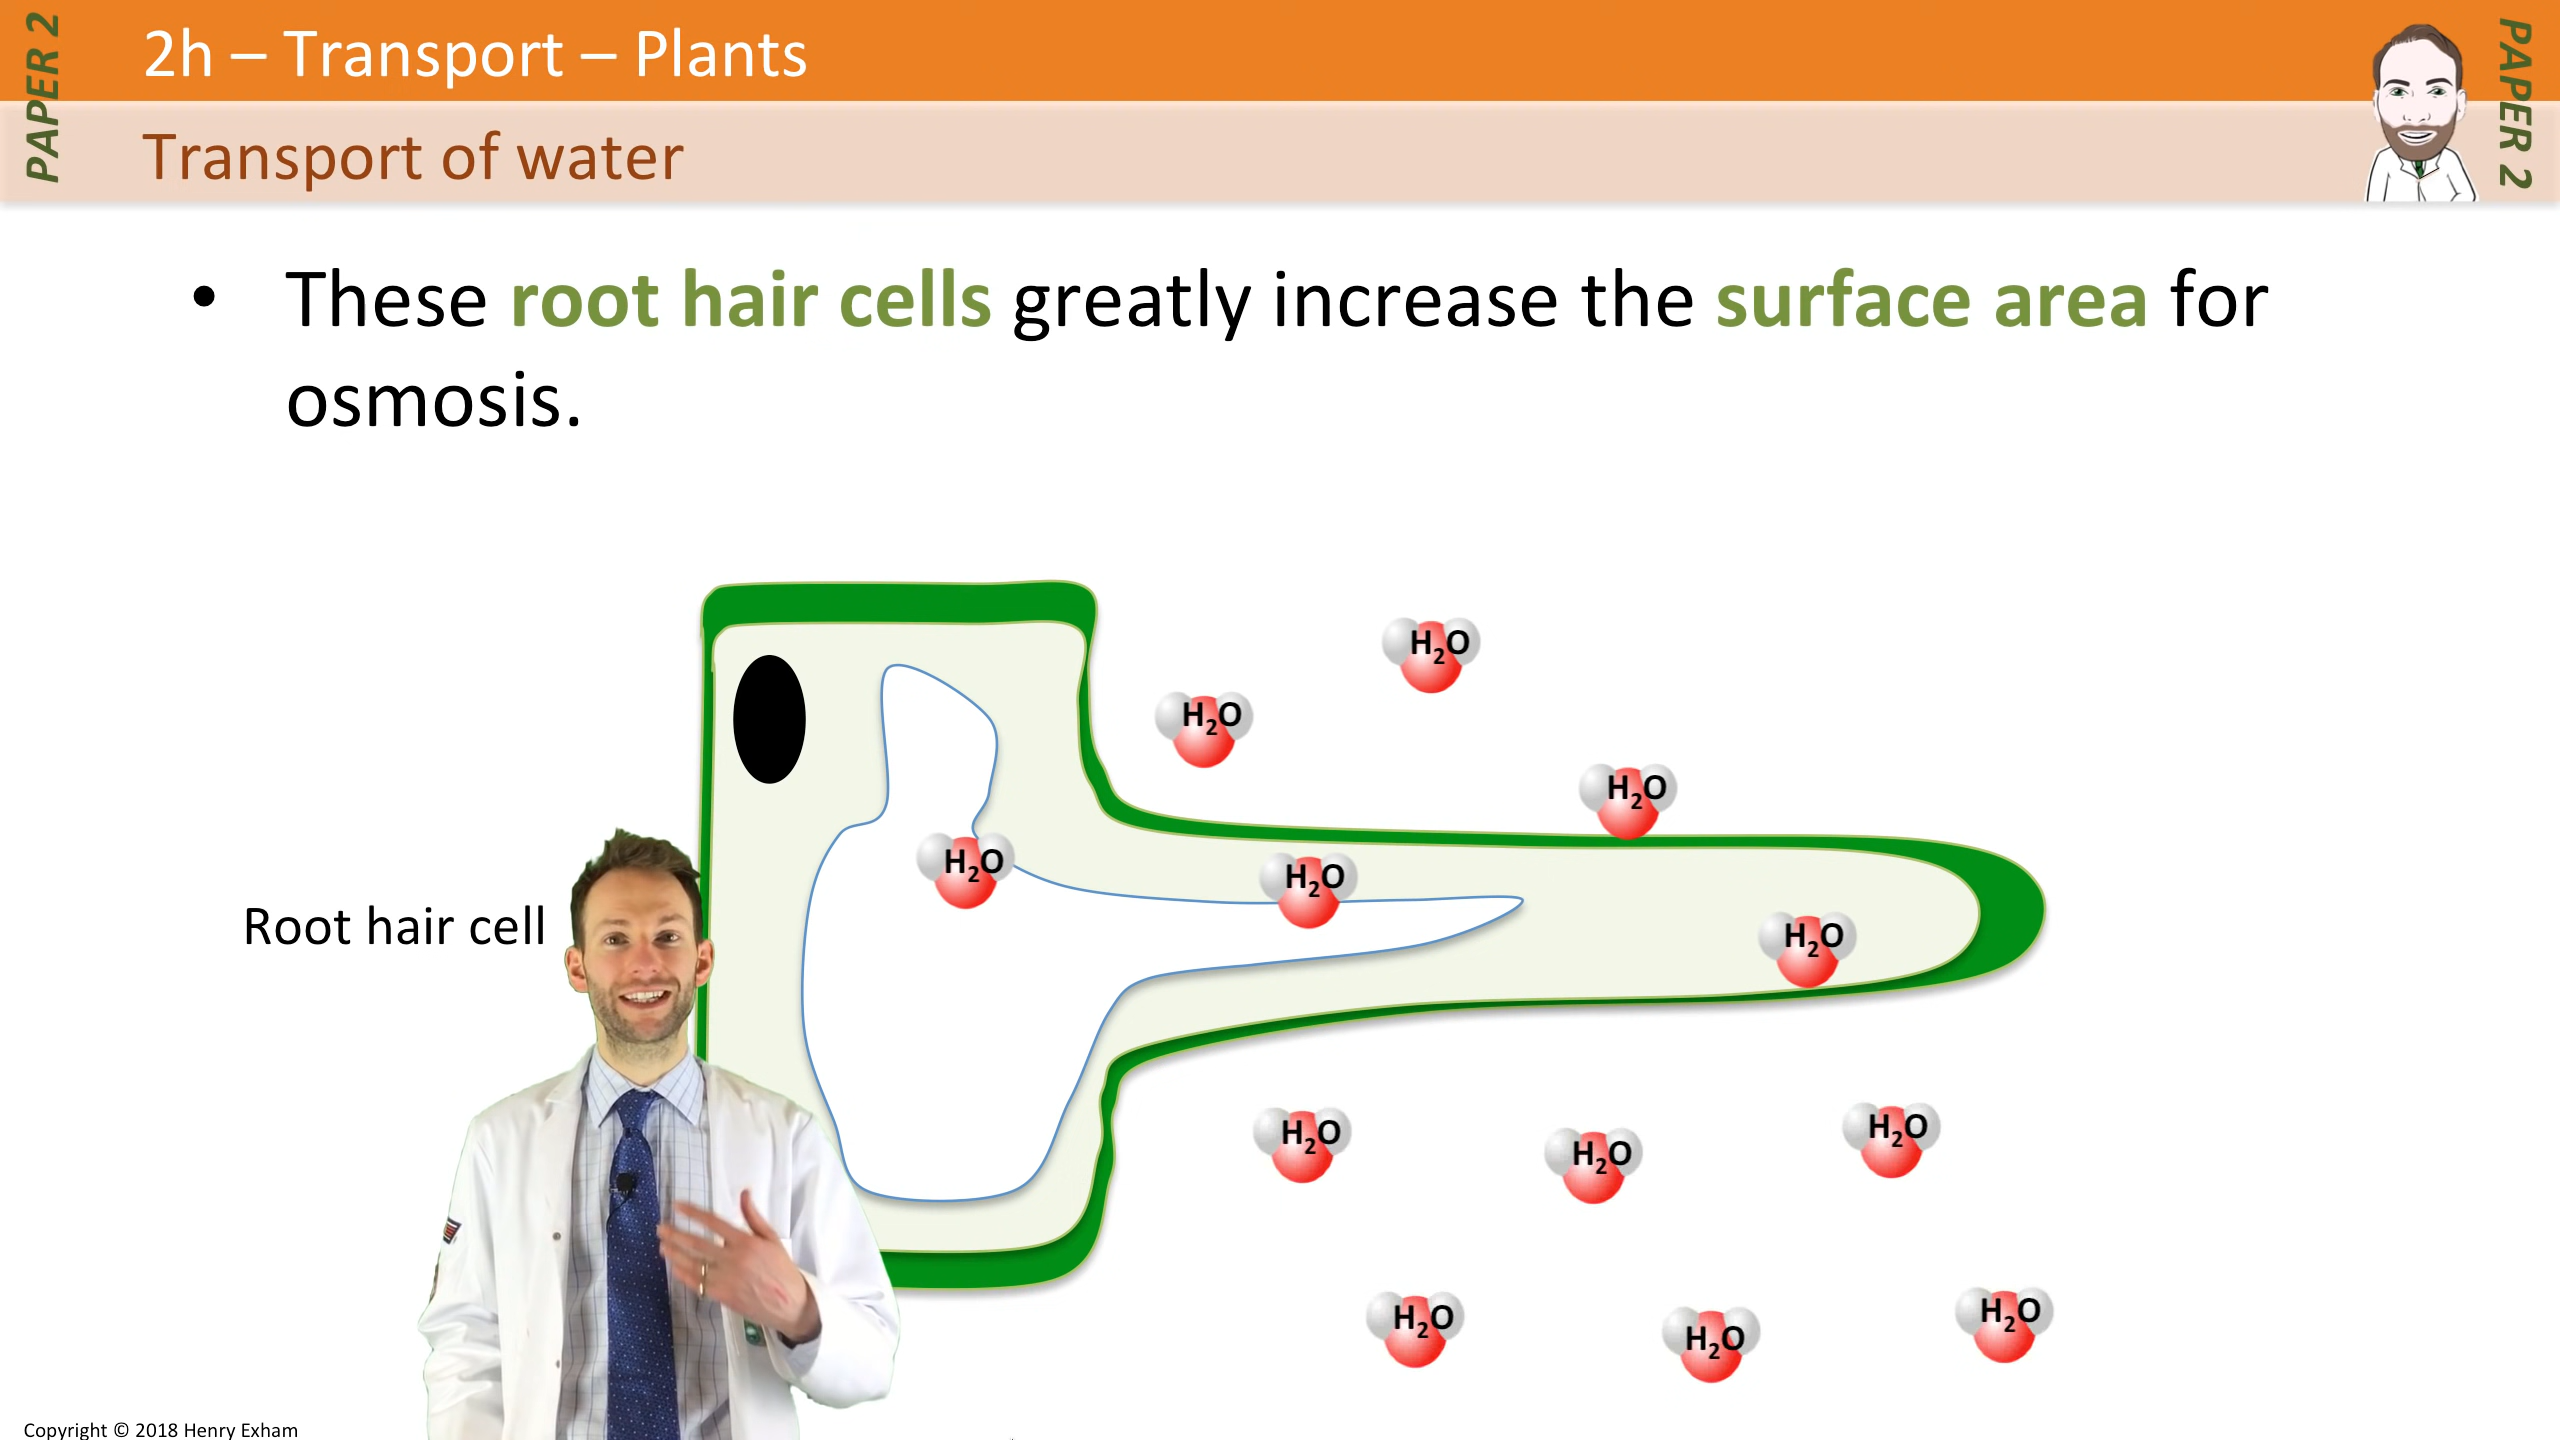 PAPER 2
2h – Transport – Plants
PAPER 2
Transport of water
• These root hair cells greatly increase the surface area for
osmosis.
H₂O
H₂O
H₂O
H₂O
H₂O
Root hair cell
H₂O
H₂O
H₂O
H₂O
H₂O
H₂O
H₂O
Copyright © 2018 Henry Exham